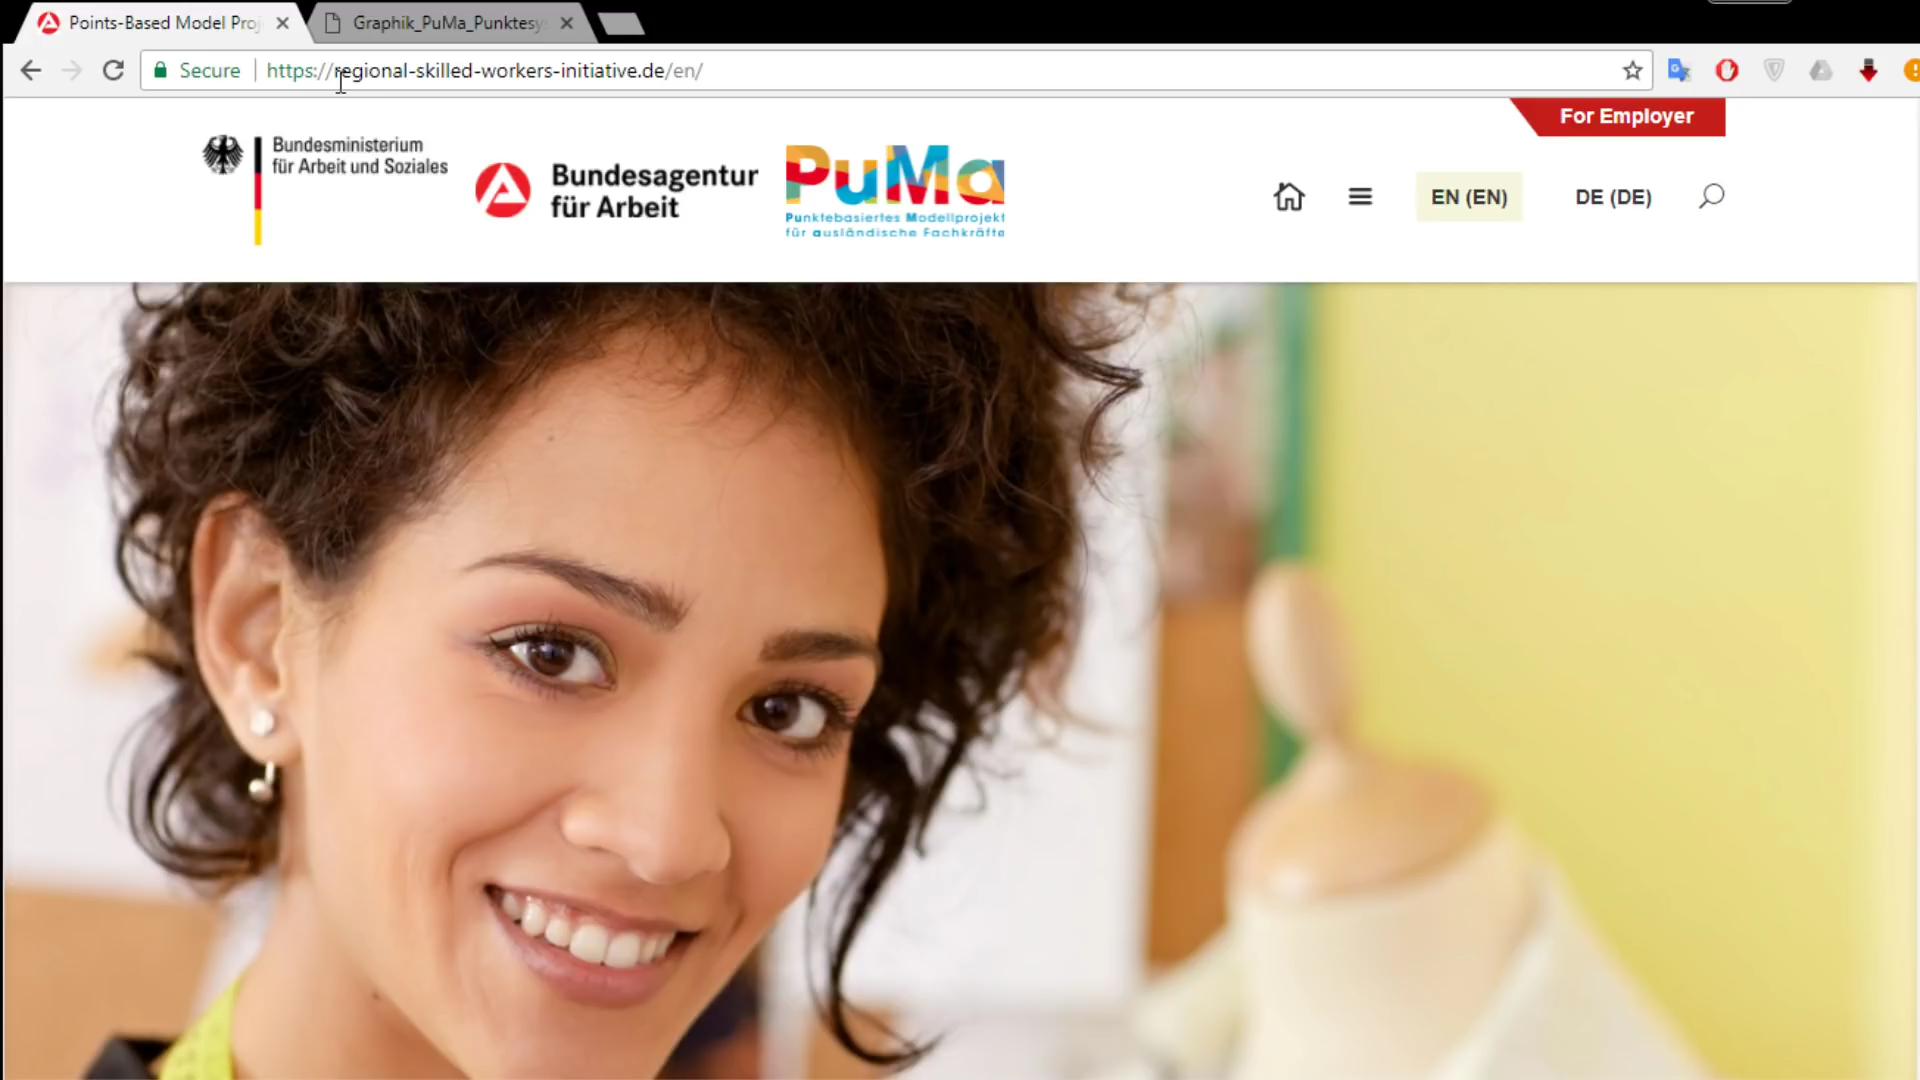 Points-Based Model Proj
Graphik_PuMa_Punktesy
Secure
https://regional-skilled-workers-initiative.de/en/
For Employer
Bundesministerium
für Arbeit und Soziales
Bundesagentur
für Arbeit
PuMa
Punktebasiertes Modellprojekt
für ausländische Fachkräfte
EN (EN)
DE (DE)